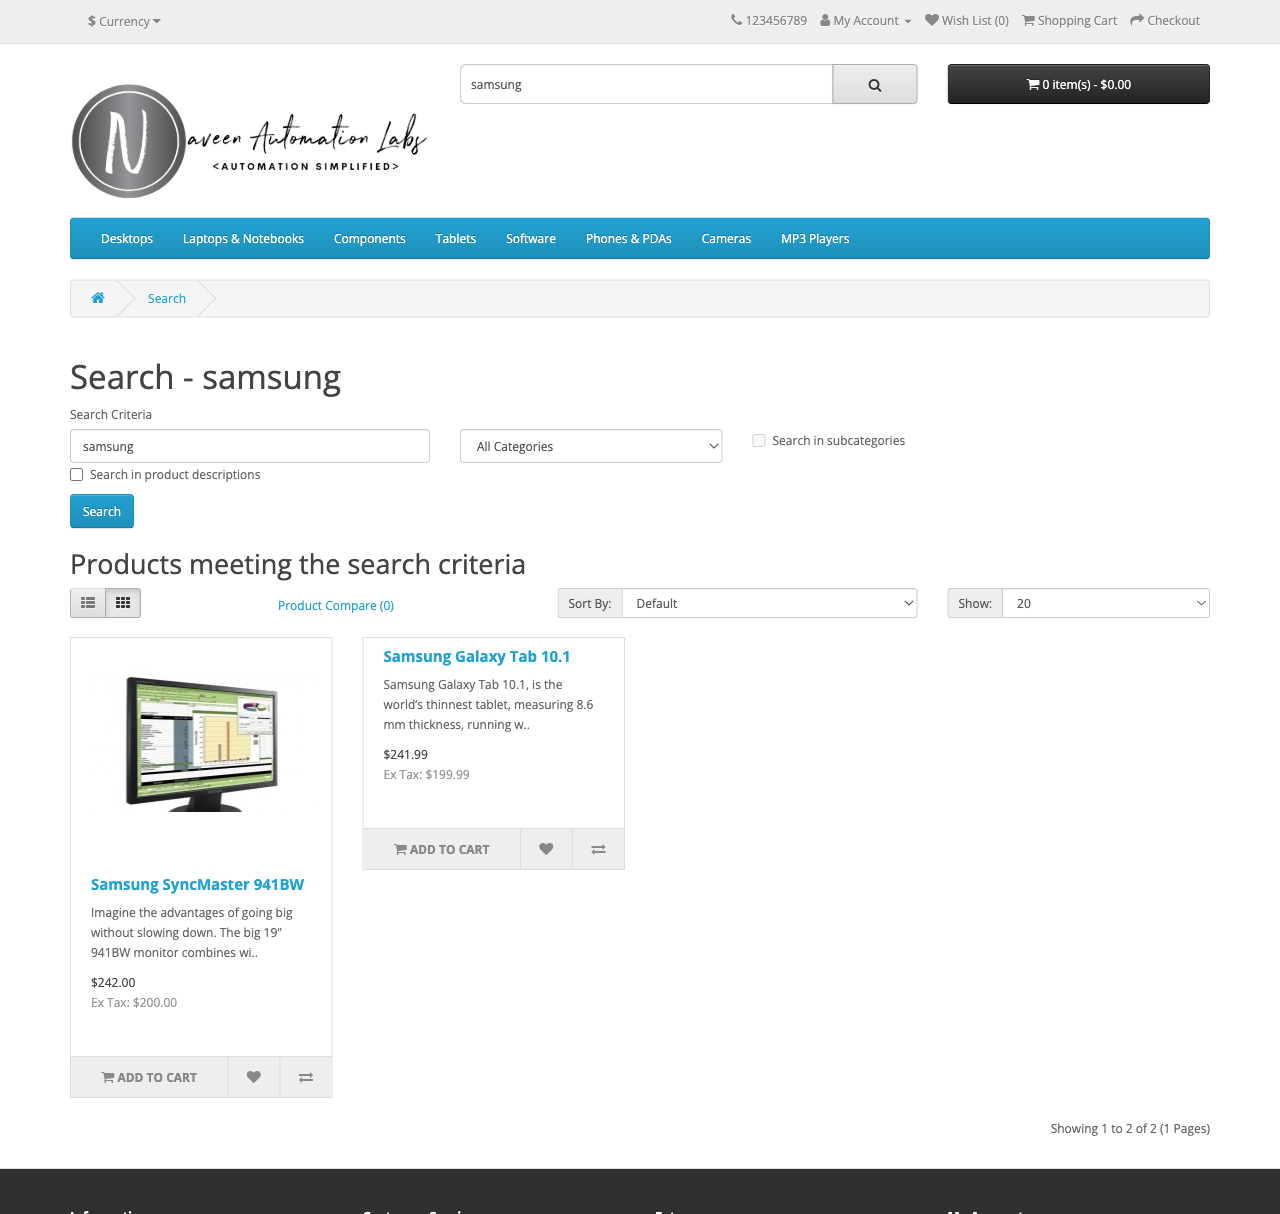 $ Currency
123456789 My Account Wish List (0) Shopping Cart Checkout
samsung
0 item(s) - $0.00
N
aveen Automation Labs
<AUTOMATION SIMPLIFIED>
Desktops Laptops & Notebooks Components Tablets Software Phones & PDAs Cameras MP3 Players
Search
Search - samsung
Search Criteria
samsung
All Categories
Search in subcategories
Search in product descriptions
Search
Products meeting the search criteria
Product Compare (0)
Sort By: Default
Show: 20
Samsung SyncMaster 941BW
Imagine the advantages of going big
without slowing down. The big 19"
941BW monitor combines wi..
$242.00
Ex Tax: $200.00
ADD TO CART
Samsung Galaxy Tab 10.1
Samsung Galaxy Tab 10.1, is the
world’s thinnest tablet, measuring 8.6
mm thickness, running w..
$241.99
Ex Tax: $199.99
ADD TO CART
Showing 1 to 2 of 2 (1 Pages)